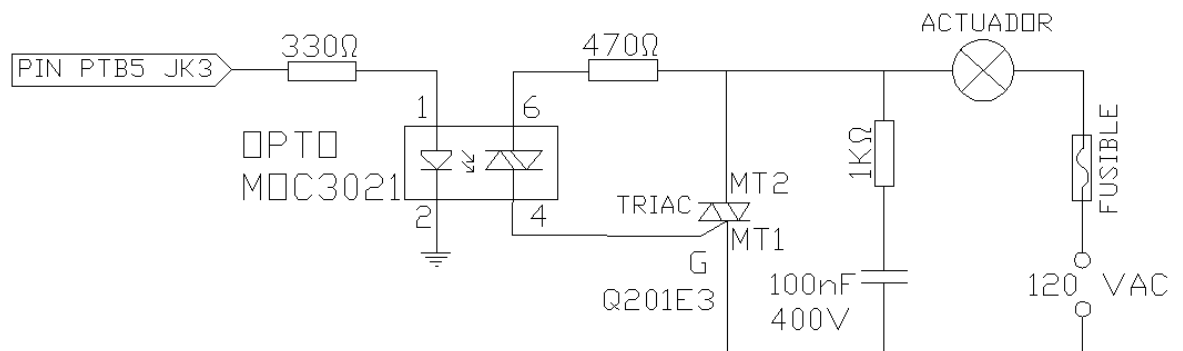 ACTUADOR
330Ω
470Ω
PIN PTB5 JK3
1
6
OPTO
MOC3021
2
4
TRIAC
MT2
MT1
G
Q201E3
1KΩ
100nF
400V
FUSIBLE
120 VAC